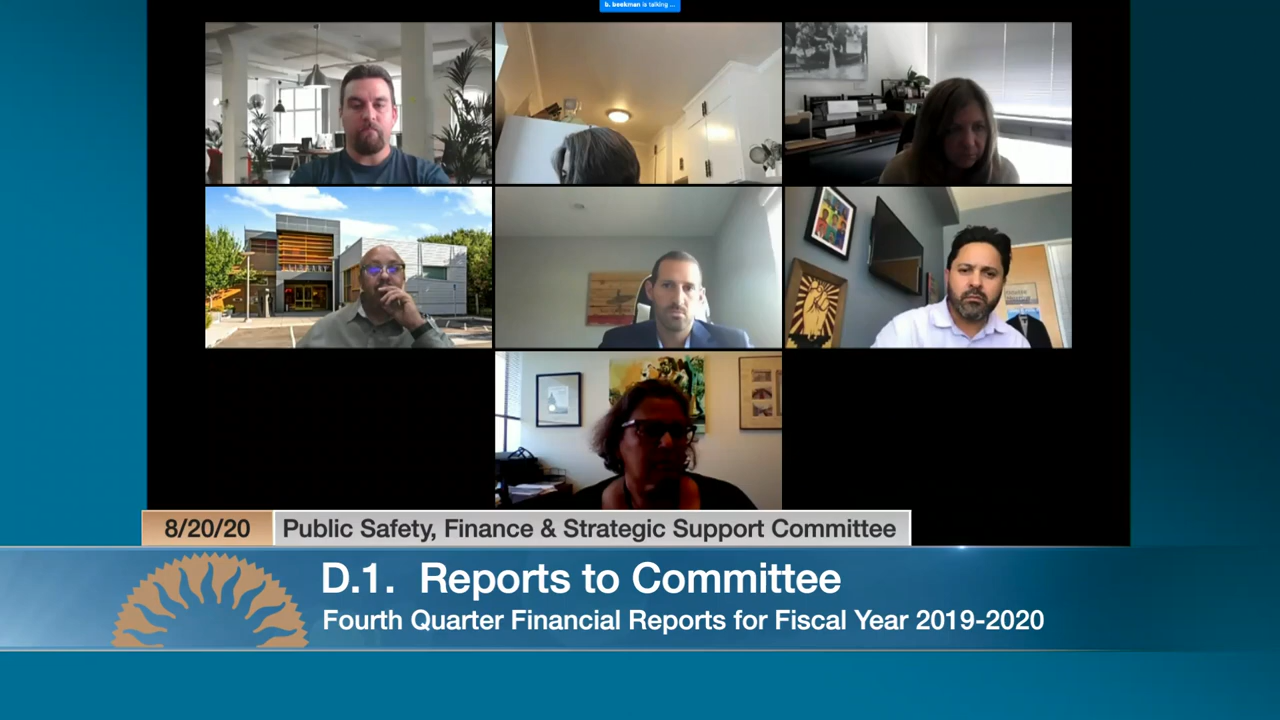 b. beekman is talking ...
LIBRARY
8/20/20 Public Safety, Finance & Strategic Support Committee
D.1. Reports to Committee
Fourth Quarter Financial Reports for Fiscal Year 2019-2020